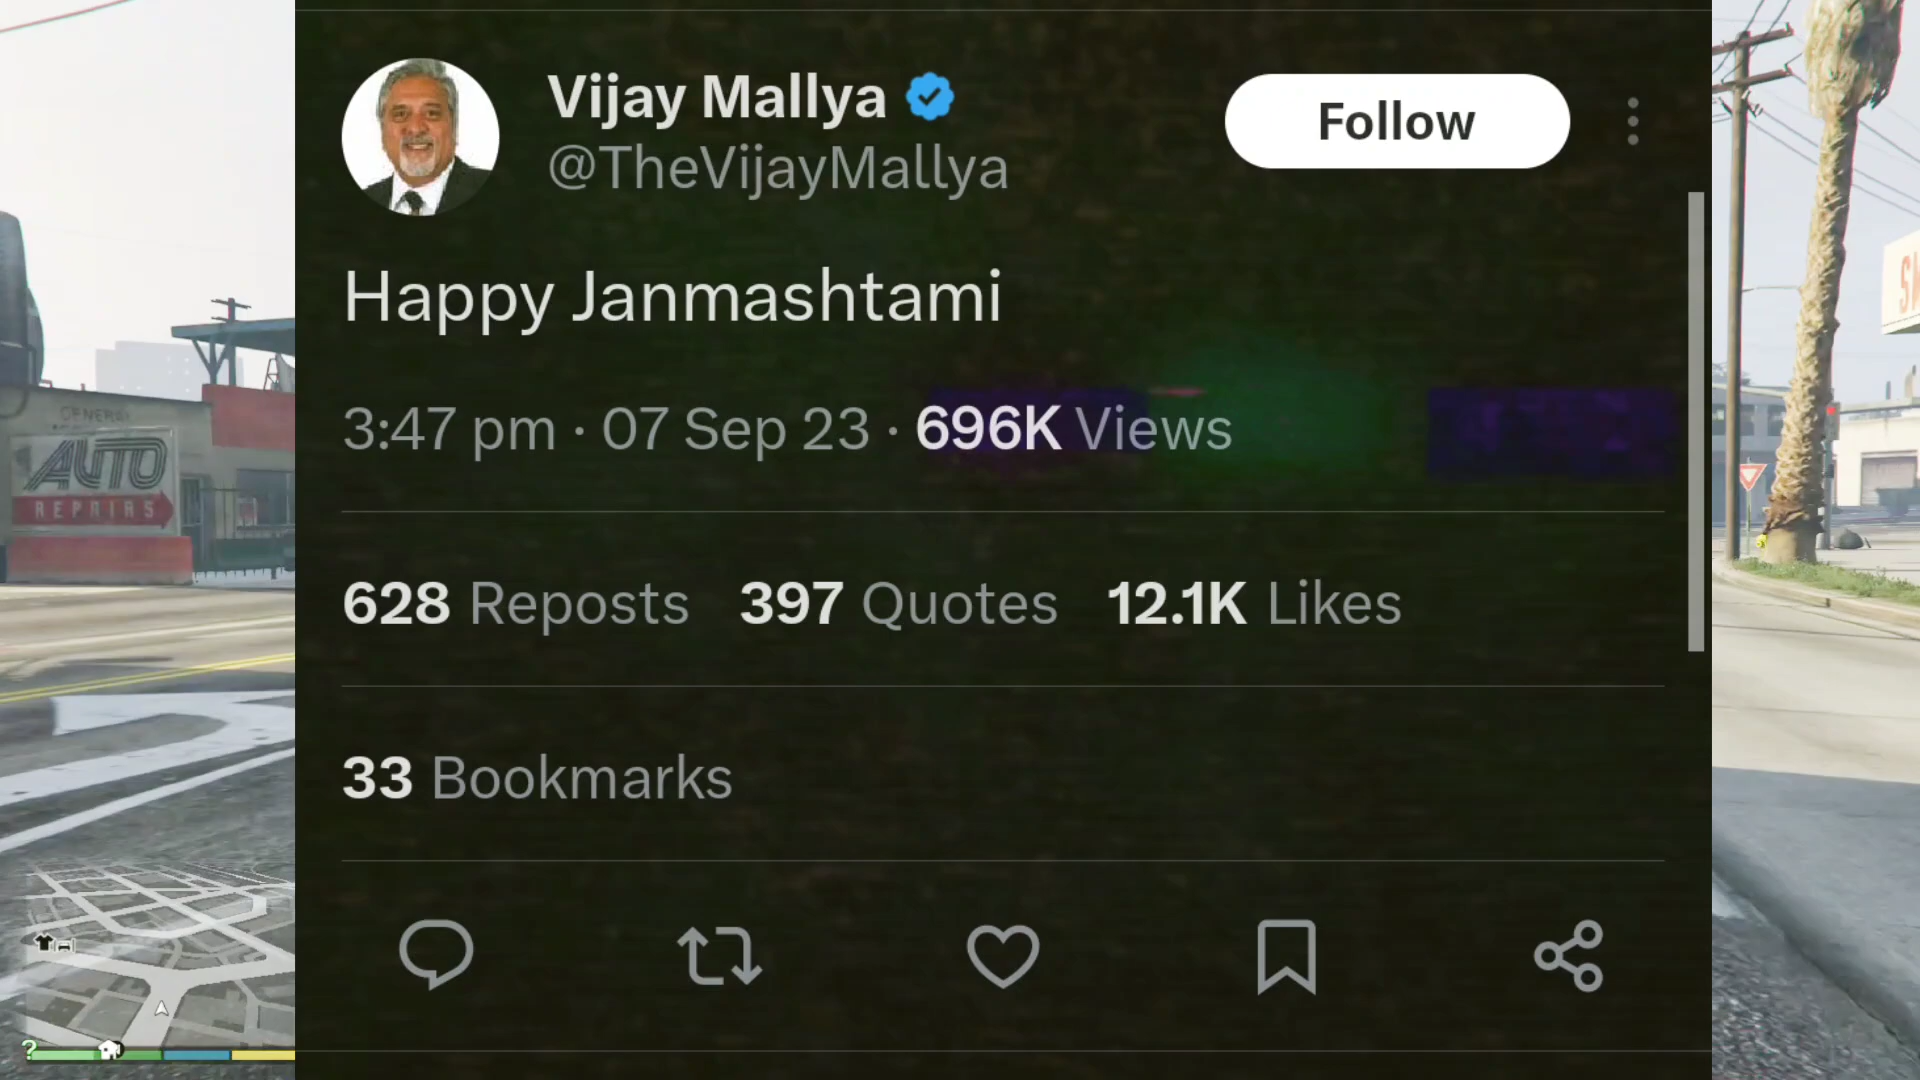 Vijay Mallya
@TheVijayMallya
Follow
Happy Janmashtami
3:47 pm · 07 Sep 23 · 696K Views
628 Reposts 397 Quotes 12.1K Likes
33 Bookmarks
GENERAL
AUTO
REPAIRS
?